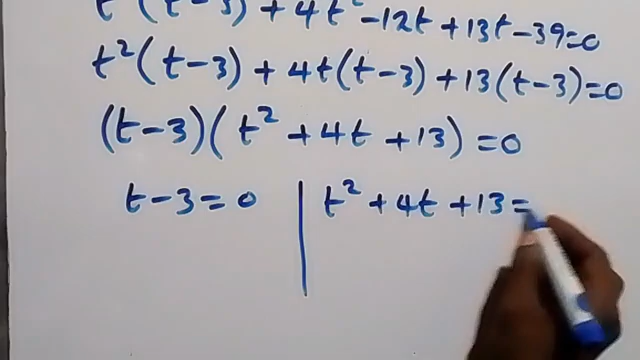 t²(t-3) + 4t² - 12t + 13t - 39 = 0
t²(t-3) + 4t(t-3) + 13(t-3) = 0
(t-3)(t² + 4t + 13) = 0
t - 3 = 0 | t² + 4t + 13 =